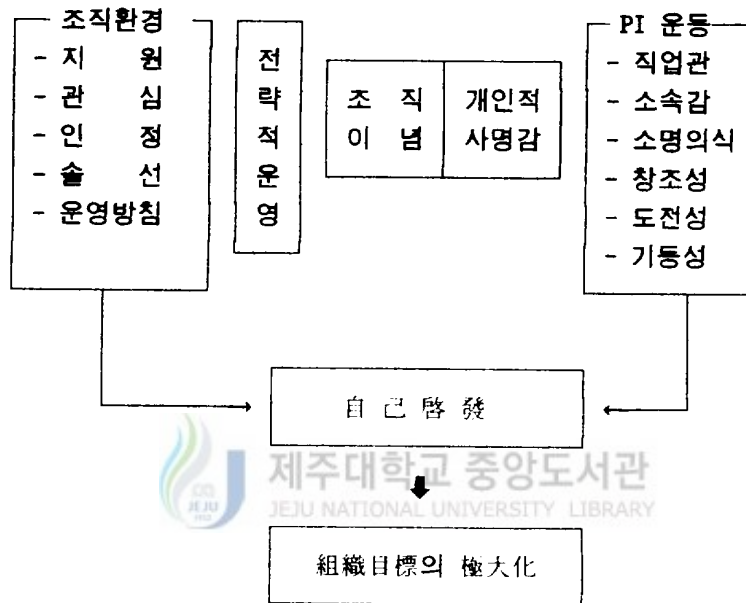 조직환경
- 지 원
- 관 심
- 인 정
- 솔 선
- 운영방침
전
략
적
운
영
조 직
이 념
개인적
사명감
PI 운동
- 직업관
- 소속감
- 소명의식
- 창조성
- 도전성
- 기동성
自己啓發
제주대학교 중앙도서관
JEJU NATIONAL UNIVERSITY LIBRARY
JEJU
1952
組織目標의 極大化